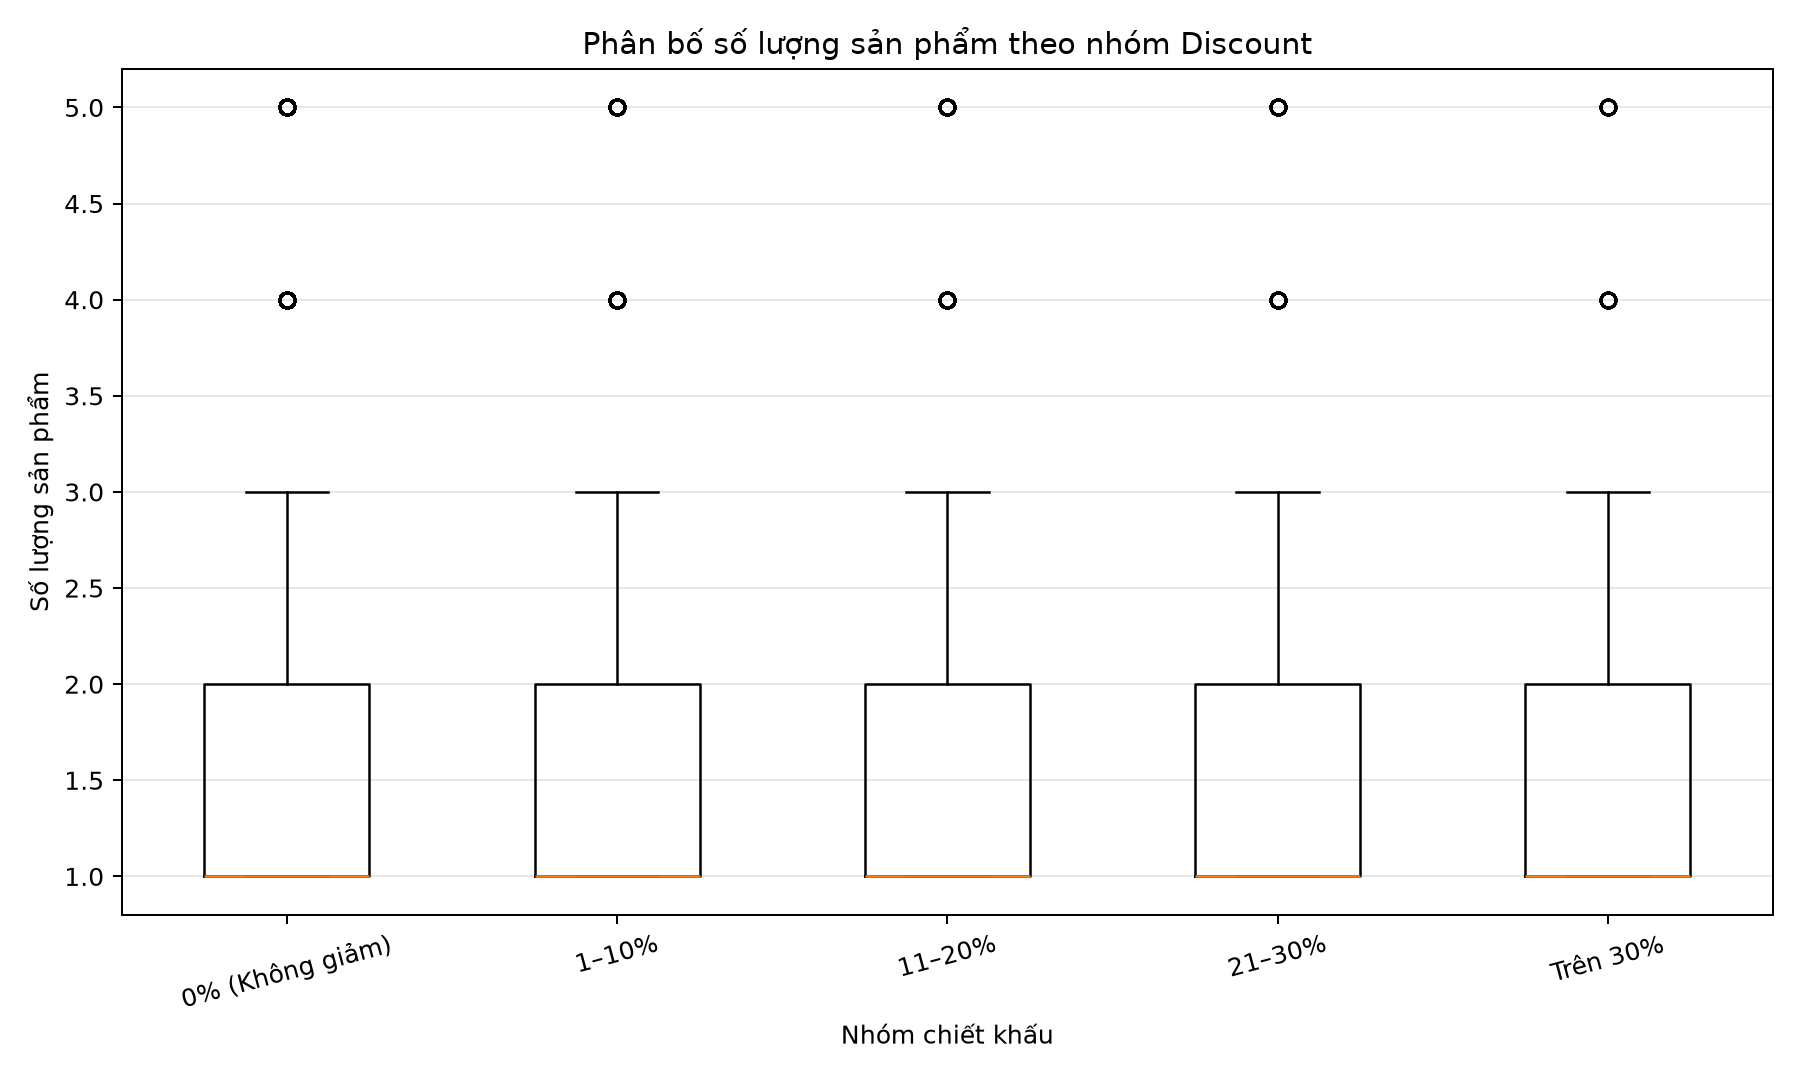 Phân bố số lượng sản phẩm theo nhóm Discount
Số lượng sản phẩm
5.0
4.5
4.0
3.5
3.0
2.5
2.0
1.5
1.0
0% (Không giảm)
1–10%
11–20%
21–30%
Trên 30%
Nhóm chiết khấu